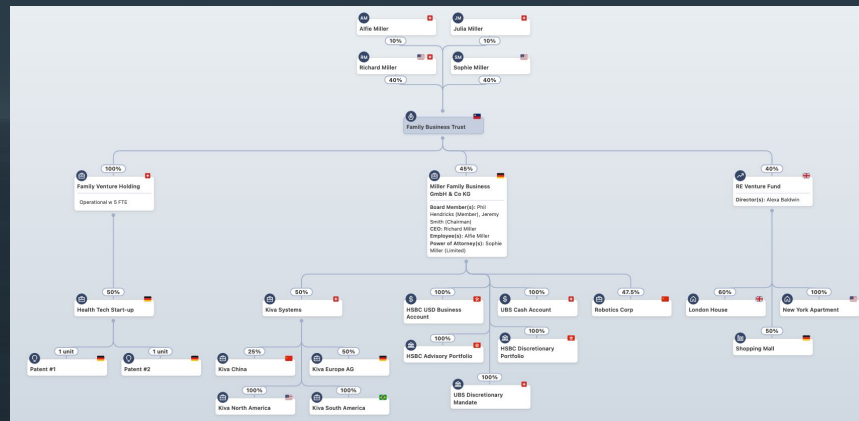 AM
Alfie Miller
JM
Julia Miller
10%
10%
RM
Richard Miller
SM
Sophie Miller
40%
40%
Family Business Trust
100%
45%
40%
Family Venture Holding
Operational w 5 FTE
Miller Family Business
GmbH & Co KG
Board Member(s): Phil
Hendricks (Member), Jeremy
Smith (Chairman)
CEO: Richard Miller
Employee(s): Alfie Miller
Power of Attorney(s): Sophie
Miller (Limited)
RE Venture Fund
Director(s): Alexa Baldwin
50%
50%
100%
100%
47.5%
60%
100%
Health Tech Start-up
Kiva Systems
HSBC USD Business
Account
UBS Cash Account
Robotics Corp
London House
New York Apartment
1 unit
1 unit
25%
50%
100%
100%
50%
Patent #1
Patent #2
Kiva China
Kiva Europe AG
HSBC Advisory Portfolio
HSBC Discretionary
Portfolio
Shopping Mall
100%
100%
100%
Kiva North America
Kiva South America
UBS Discretionary
Mandate